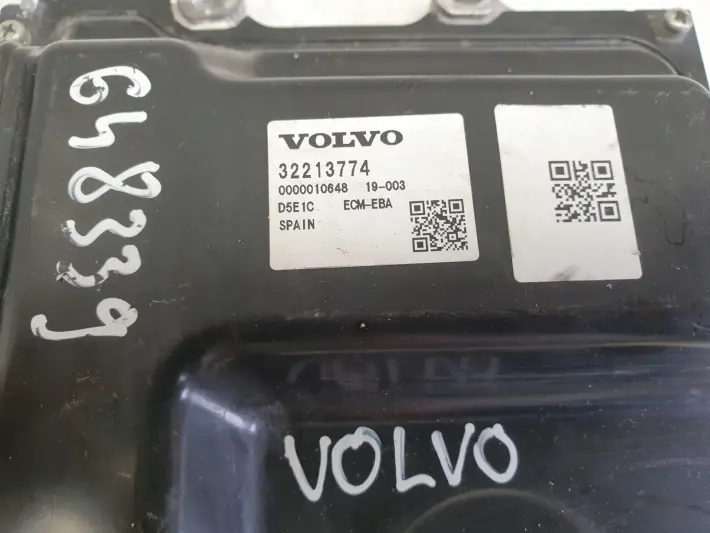 648339
VOLVO
32213774
0000010648 19-003
D5E1C ECM-EBA
SPAIN
VOLVO